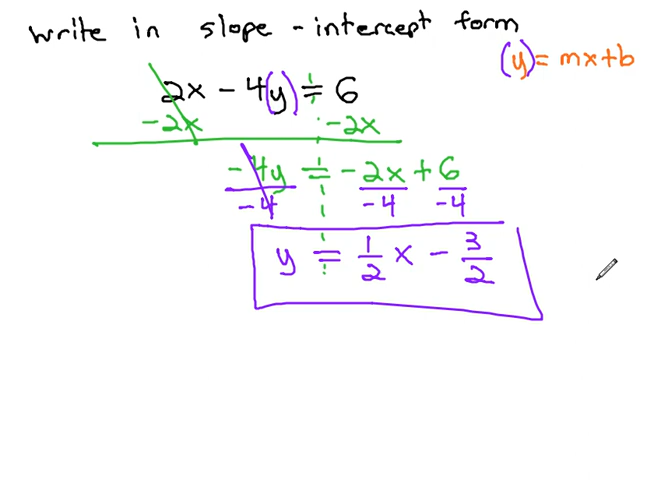 write in slope-intercept form
(y)= mx+b
2x - 4(y) = 6
-2x -2x
-4y = -2x + 6
-4 -4 -4
y = 1/2 x - 3/2